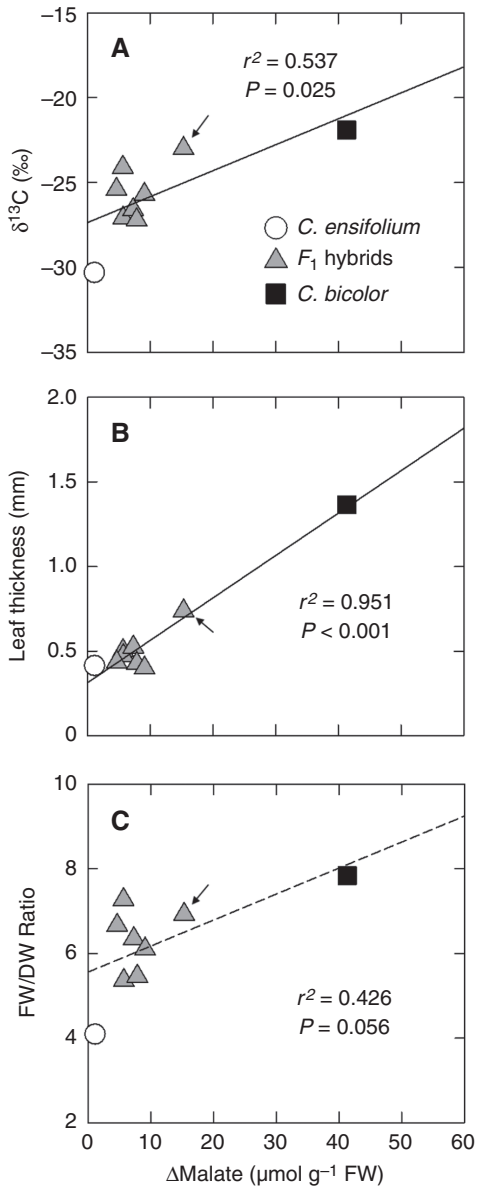 −15
−20
−25
−30
−35
δ¹³C (‰)
A
r² = 0.537
P = 0.025
C. ensifolium
F₁ hybrids
C. bicolor
2.0
1.5
1.0
0.5
0
Leaf thickness (mm)
B
r² = 0.951
P < 0.001
10
8
6
4
2
FW/DW Ratio
C
r² = 0.426
P = 0.056
0 10 20 30 40 50 60
ΔMalate (μmol g⁻¹ FW)